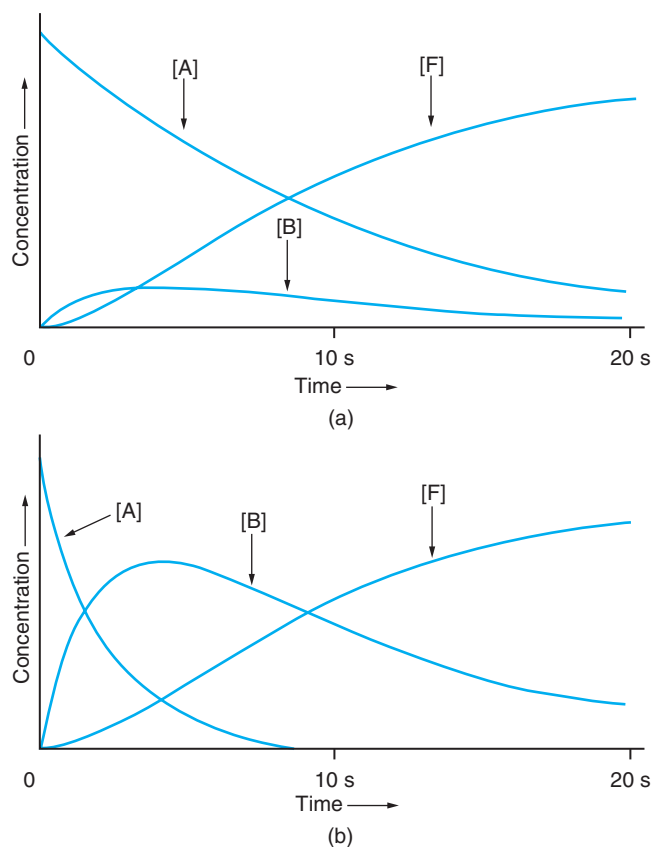 [A]
[F]
[B]
Concentration
0
10 s
20 s
Time
(a)
[A]
[B]
[F]
Concentration
0
10 s
20 s
Time
(b)